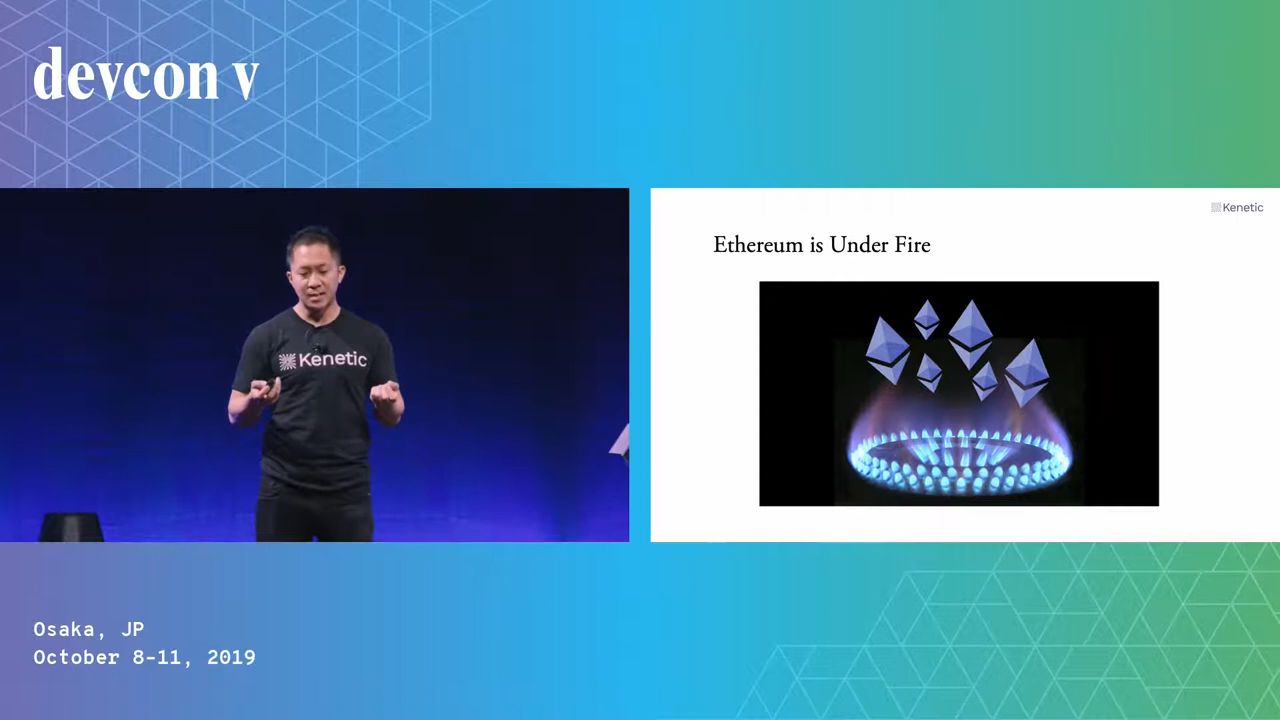 devcon v
Kenetic
Ethereum is Under Fire
Kenetic
Osaka, JP
October 8-11, 2019